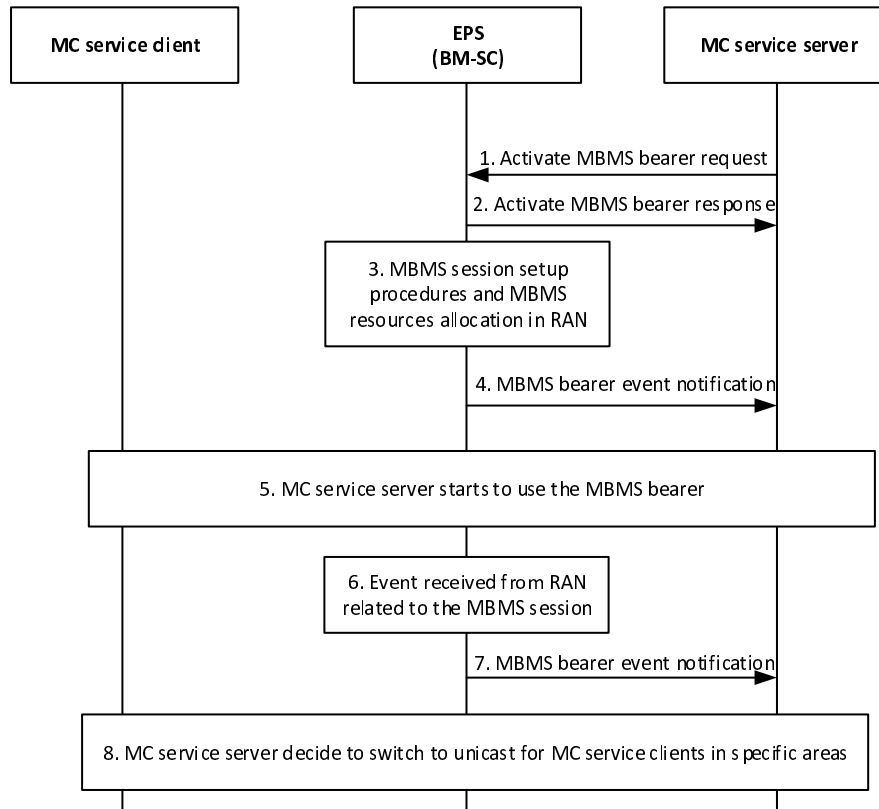 MC service client
EPS
(BM-SC)
MC service server
1. Activate MBMS bearer request
2. Activate MBMS bearer response
3. MBMS session setup
procedures and MBMS
resources allocation in RAN
4. MBMS bearer event notification
5. MC service server starts to use the MBMS bearer
6. Event received from RAN
related to the MBMS session
7. MBMS bearer event notification
8. MC service server decide to switch to unicast for MC service clients in specific areas